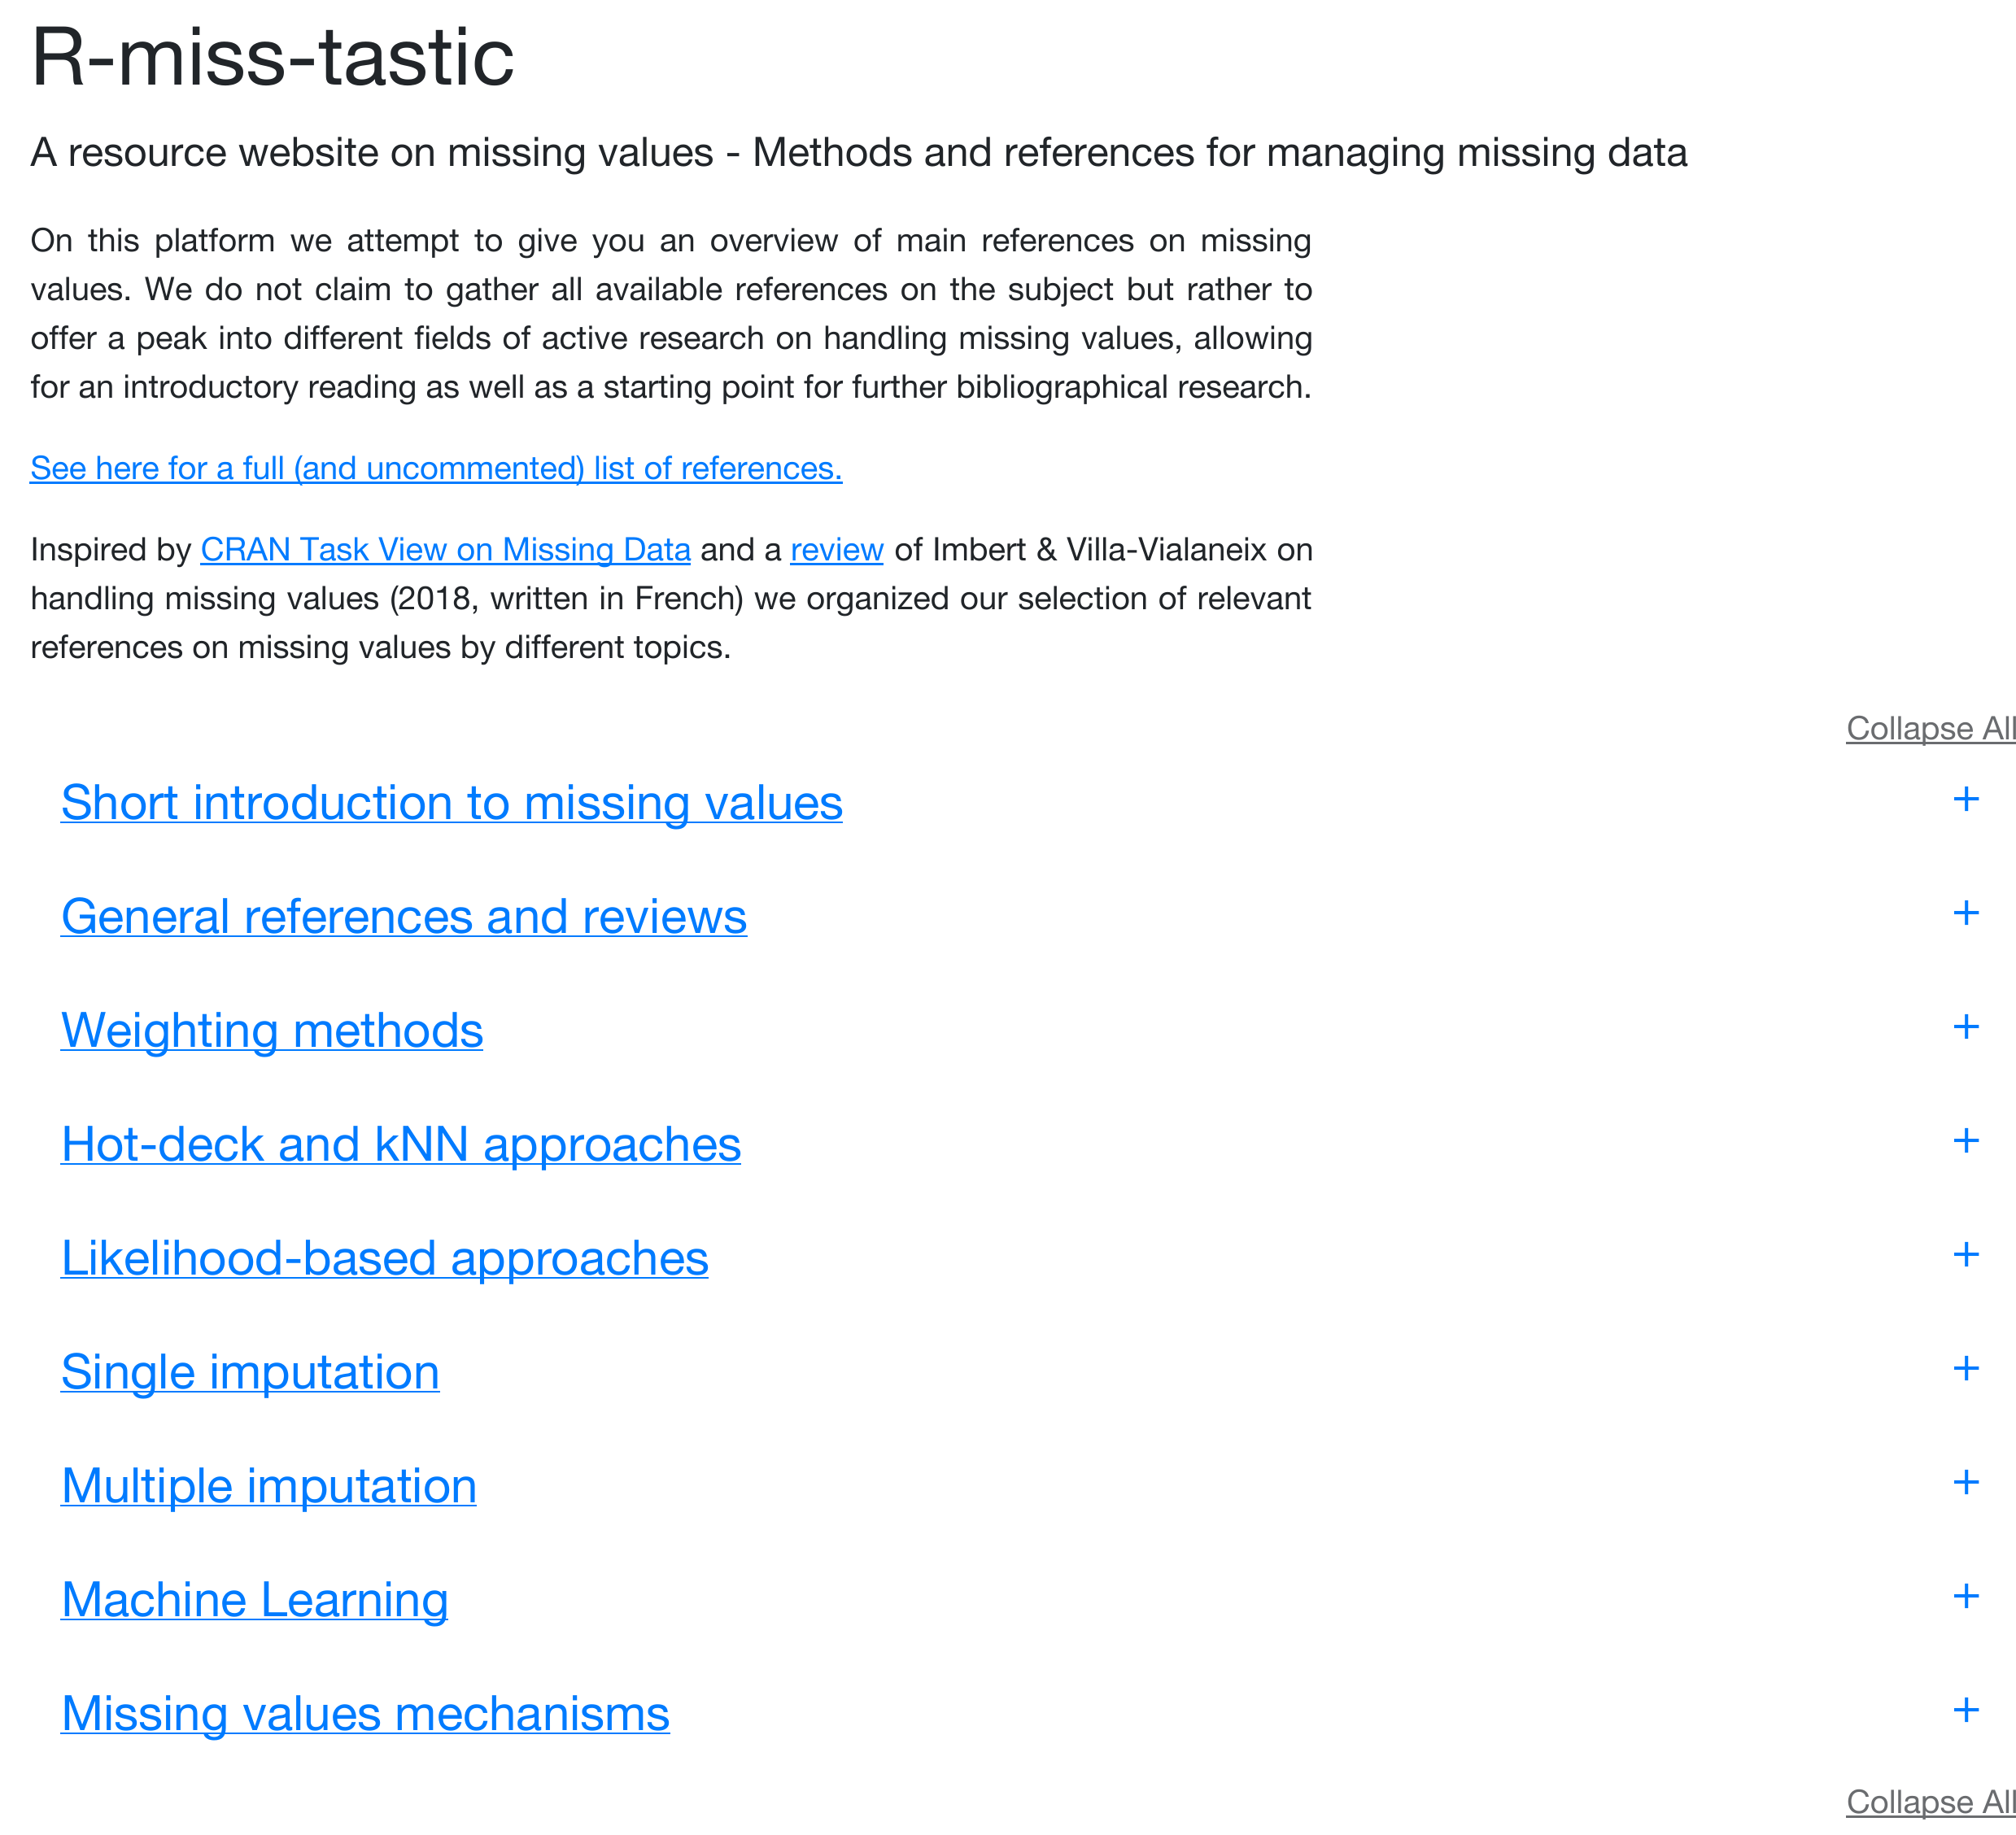 R-miss-tastic
A resource website on missing values - Methods and references for managing missing data
On this platform we attempt to give you an overview of main references on missing
values. We do not claim to gather all available references on the subject but rather to
offer a peak into different fields of active research on handling missing values, allowing
for an introductory reading as well as a starting point for further bibliographical research.
See here for a full (and uncommented) list of references.
Inspired by CRAN Task View on Missing Data and a review of Imbert & Villa-Vialaneix on
handling missing values (2018, written in French) we organized our selection of relevant
references on missing values by different topics.
Collapse All
Short introduction to missing values +
General references and reviews +
Weighting methods +
Hot-deck and kNN approaches +
Likelihood-based approaches +
Single imputation +
Multiple imputation +
Machine Learning +
Missing values mechanisms +
Collapse All